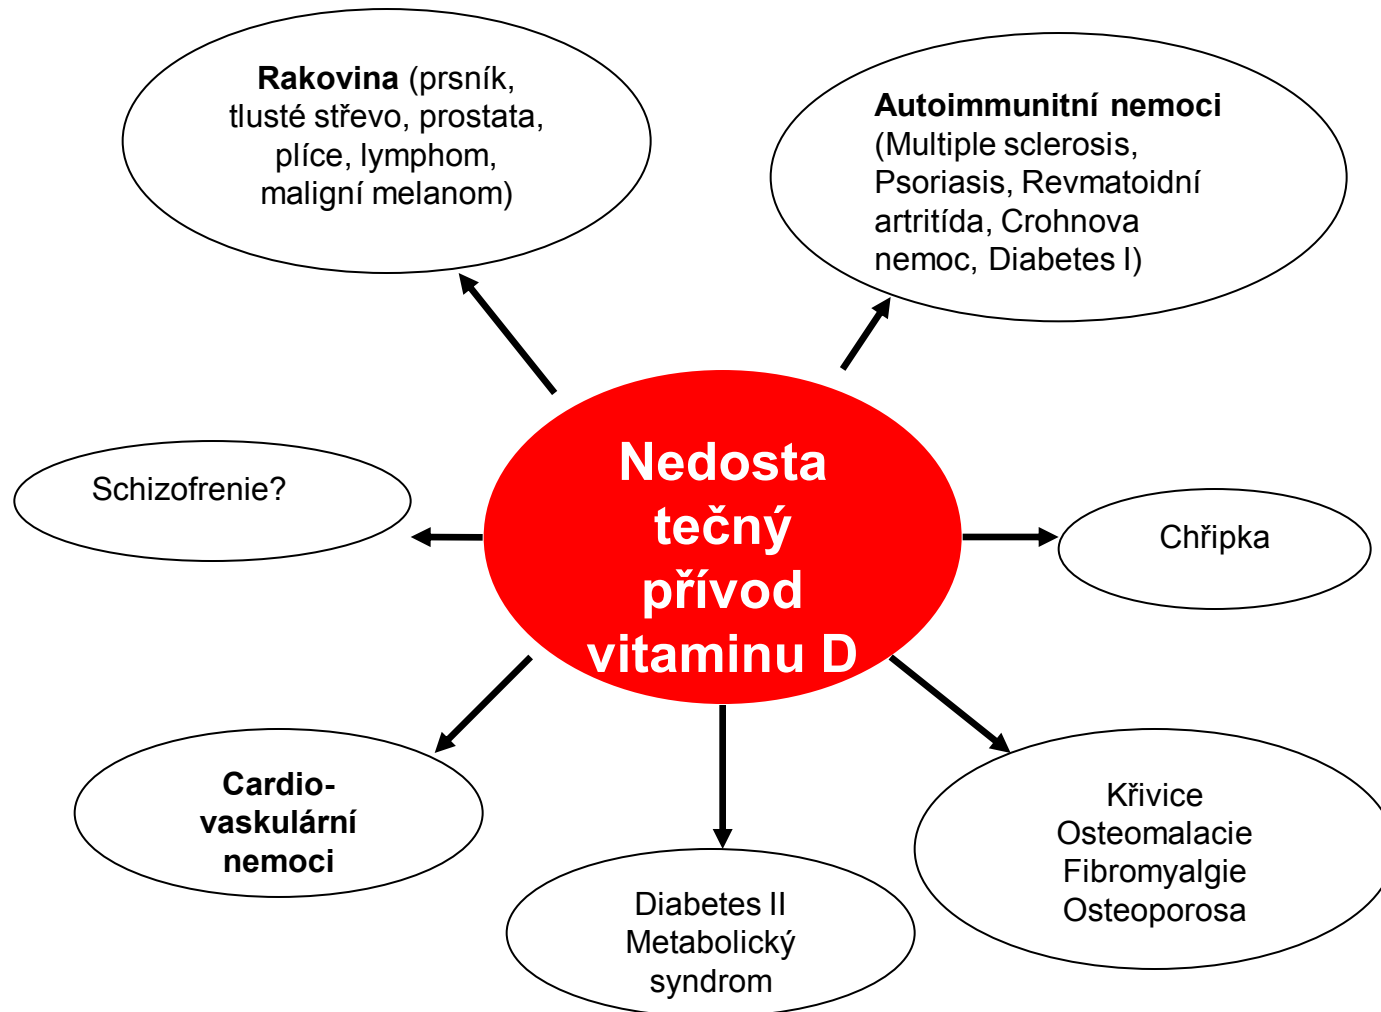 Rakovina (prsník,
tlusté střevo, prostata,
plíce, lymphom,
maligní melanom)
Autoimmunitní nemoci
(Multiple sclerosis,
Psoriasis, Revmatoidní
artritída, Crohnova
nemoc, Diabetes I)
Schizofrenie?
Nedosta
tečný
přívod
vitaminu D
Chřipka
Cardio-
vaskulární
nemoci
Diabetes II
Metabolický
syndrom
Křivice
Osteomalacie
Fibromyalgie
Osteoporosa